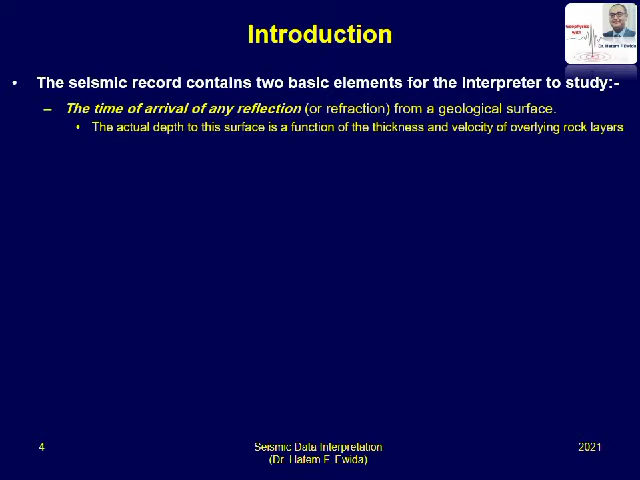 Introduction
Geophysics
with
Dr. Hatem F Ewida
• The seismic record contains two basic elements for the interpreter to study:-
– The time of arrival of any reflection (or refraction) from a geological surface.
• The actual depth to this surface is a function of the thickness and velocity of overlying rock layers
4
Seismic Data Interpretation
(Dr. Hatem F. Ewida)
2021